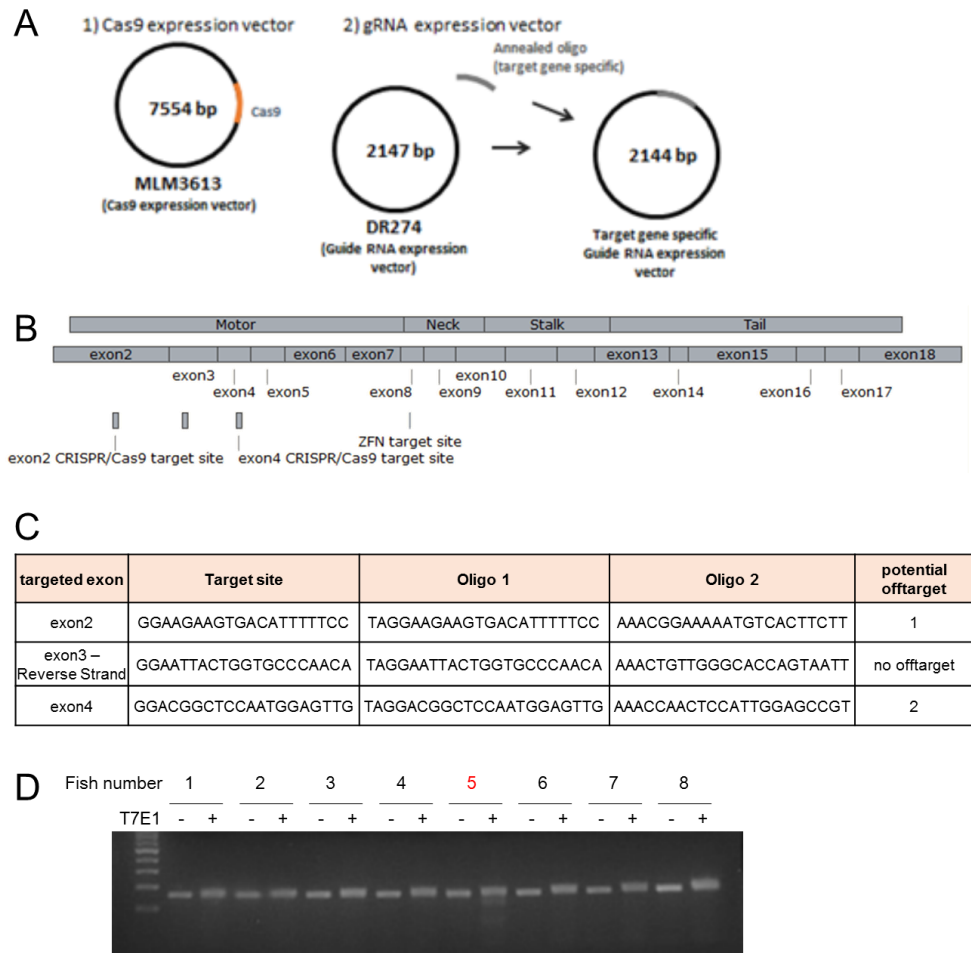 A
1) Cas9 expression vector
7554 bp
Cas9
MLM3613
(Cas9 expression vector)
2) gRNA expression vector
Annealed oligo
(target gene specific)
2147 bp
DR274
(Guide RNA expression
vector)
2144 bp
Target gene specific
Guide RNA expression
vector
B
Motor Neck Stalk Tail
exon2 exon6 exon7 exon13 exon15 exon18
exon3 exon10
exon4 exon5 exon8 exon9 exon11 exon12 exon14 exon16 exon17
ZFN target site
exon2 CRISPR/Cas9 target site exon4 CRISPR/Cas9 target site
C
targeted exon Target site Oligo 1 Oligo 2 potential offtarget
exon2 GGAAGAAGTGACATTTTTCC TAGGAAGAAGTGACATTTTTCC AAACGGAAAAATGTCACTTCTT 1
exon3 – Reverse Strand GGAATTACTGGTGCCCAACA TAGGAATTACTGGTGCCCAACA AAACTGTTGGGCACCAGTAATT no offtarget
exon4 GGACGGCTCCAATGGAGTTG TAGGACGGCTCCAATGGAGTTG AAACCAACTCCATTGGAGCCGT 2
D
Fish number 1 2 3 4 5 6 7 8
T7E1 - + - + - + - + - + - + - + - +